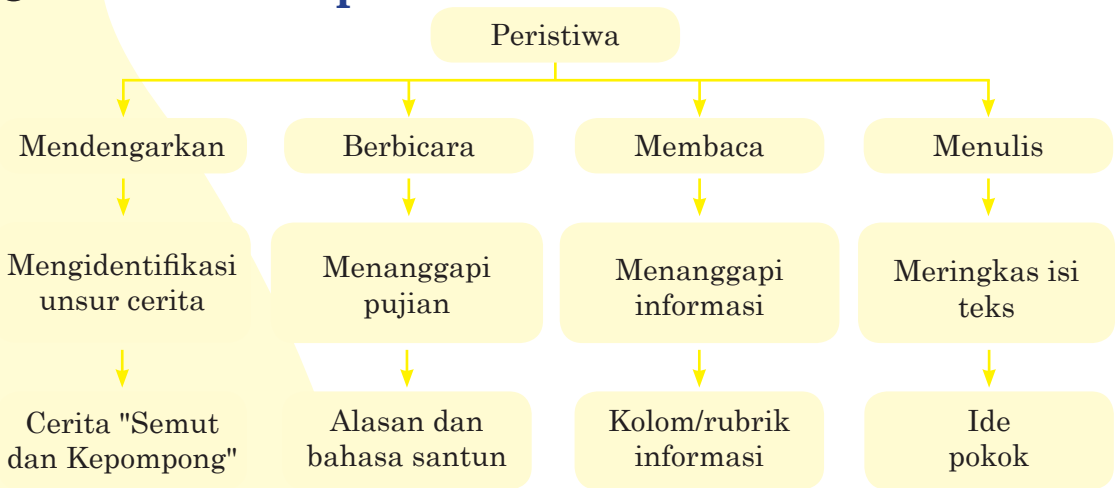 Peristiwa
Mendengarkan
Berbicara
Membaca
Menulis
Mengidentifikasi
unsur cerita
Menanggapi
pujian
Menanggapi
informasi
Meringkas isi
teks
Cerita "Semut
dan Kepompong"
Alasan dan
bahasa santun
Kolom/rubrik
informasi
Ide
pokok